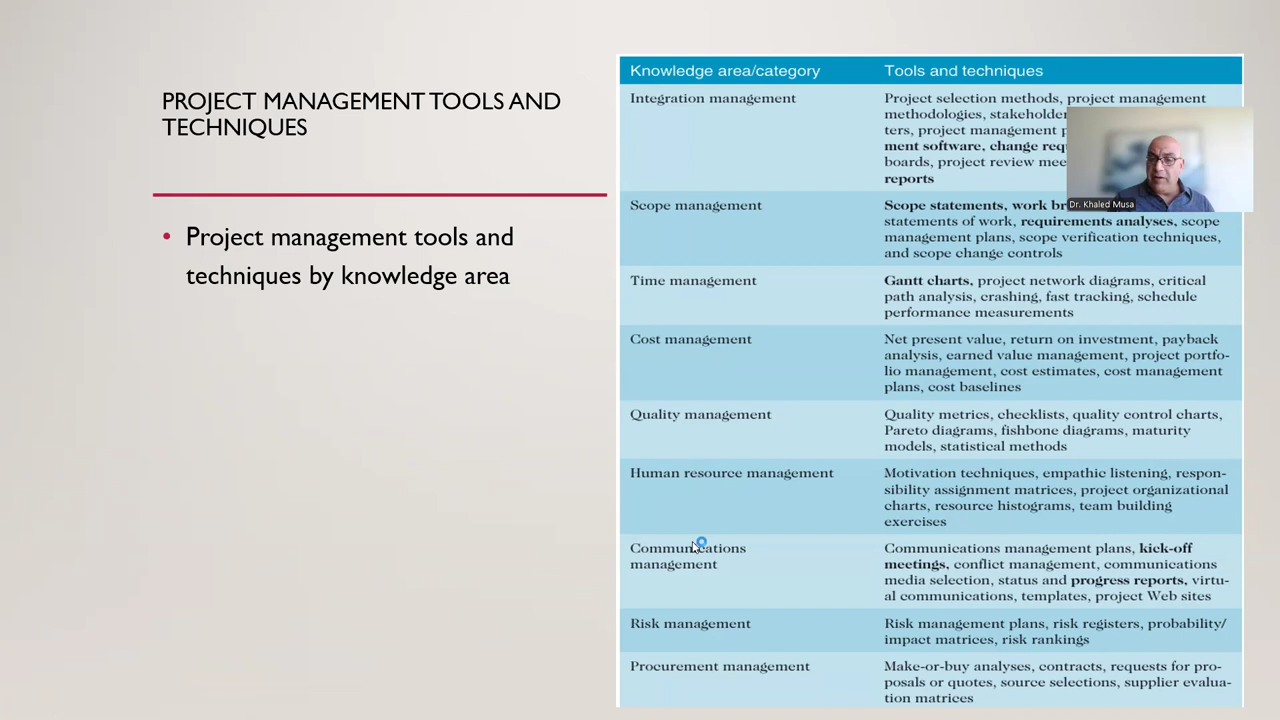 PROJECT MANAGEMENT TOOLS AND
TECHNIQUES
• Project management tools and
techniques by knowledge area
Knowledge area/category Tools and techniques
Integration management Project selection methods, project management
methodologies, stakeholder
ters, project management
ment software, change
boards, project review
reports
Scope management Scope statements, work
statements of work, requirements analyses, scope
management plans, scope verification techniques,
and scope change controls
Time management Gantt charts, project network diagrams, critical
path analysis, crashing, fast tracking, schedule
performance measurements
Cost management Net present value, return on investment, payback
analysis, earned value management, project portfo-
lio management, cost estimates, cost management
plans, cost baselines
Quality management Quality metrics, checklists, quality control charts,
Pareto diagrams, fishbone diagrams, maturity
models, statistical methods
Human resource management Motivation techniques, empathic listening, respon-
sibility assignment matrices, project organizational
charts, resource histograms, team building
exercises
Communications Communications management plans, kick-off
management meetings, conflict management, communications
media selection, status and progress reports, virtu-
al communications, templates, project Web sites
Risk management Risk management plans, risk registers, probability/
impact matrices, risk rankings
Procurement management Make-or-buy analyses, contracts, requests for pro-
posals or quotes, source selections, supplier evalua-
tion matrices
Dr. Khaled Musa